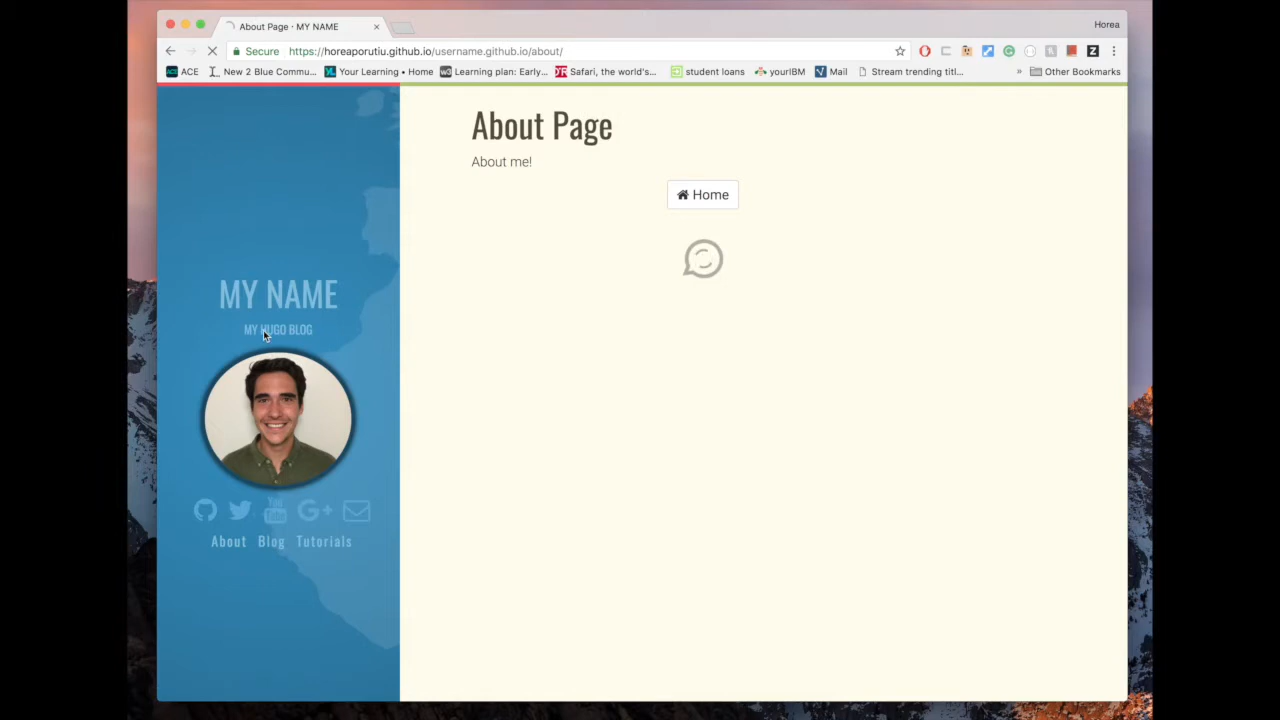 About Page · MY NAME
Horea
Secure https://horeaporutiu.github.io/username.github.io/about/
ACE New 2 Blue Commu... Your Learning • Home Learning plan: Early... Safari, the world's... student loans yourIBM Mail Stream trending titl... » Other Bookmarks
About Page
About me!
Home
MY NAME
MY HUGO BLOG
You Tube G+
About Blog Tutorials